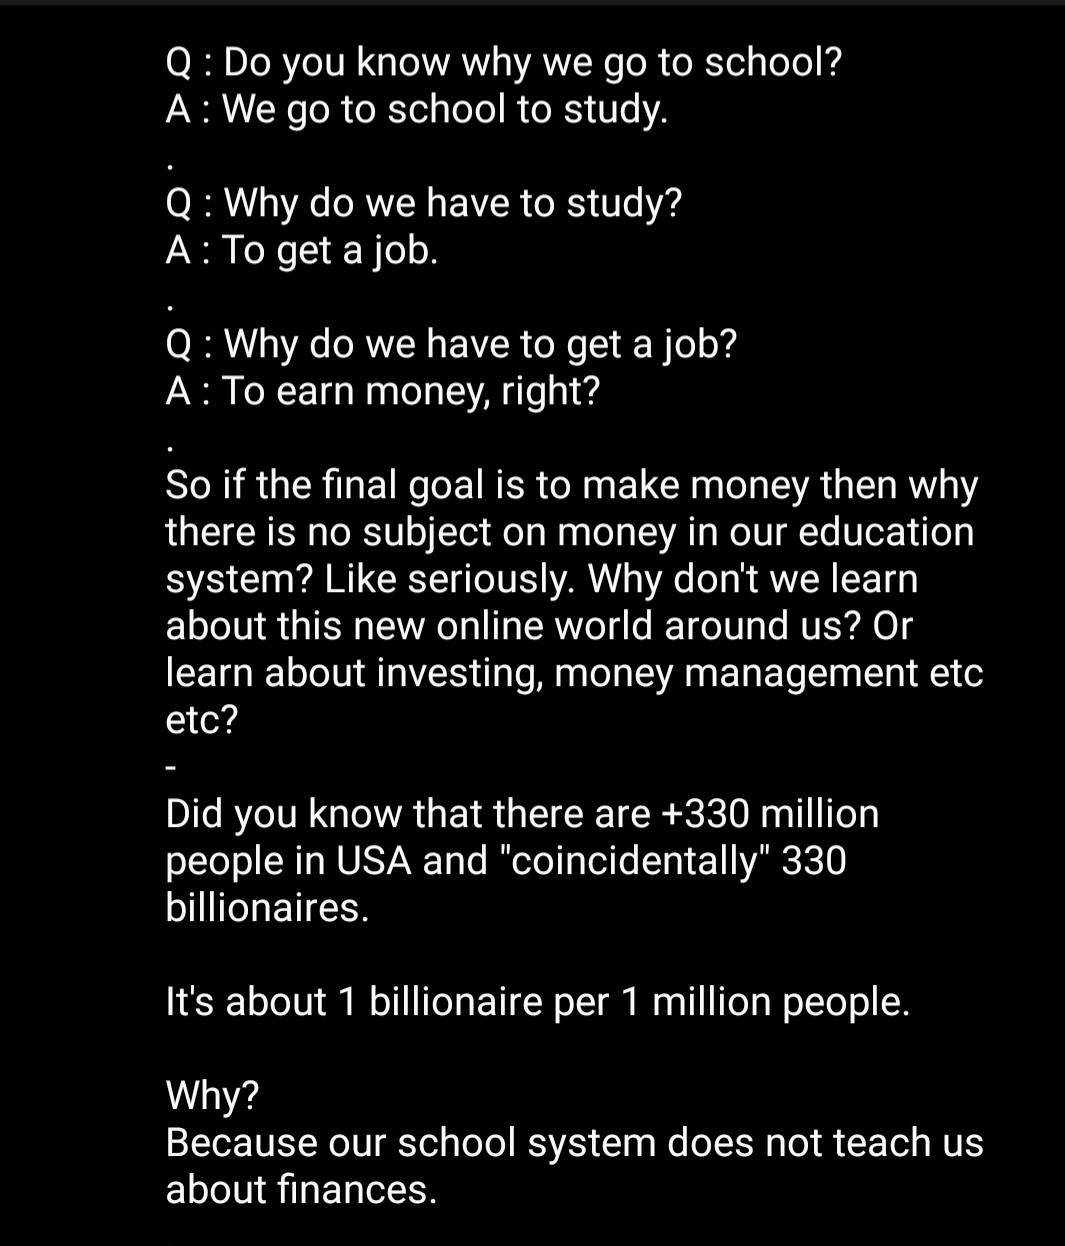 Q : Do you know why we go to school?
A : We go to school to study.
.
Q : Why do we have to study?
A : To get a job.
.
Q : Why do we have to get a job?
A : To earn money, right?
.
So if the final goal is to make money then why
there is no subject on money in our education
system? Like seriously. Why don't we learn
about this new online world around us? Or
learn about investing, money management etc
etc?
-
Did you know that there are +330 million
people in USA and "coincidentally" 330
billionaires.
It's about 1 billionaire per 1 million people.
Why?
Because our school system does not teach us
about finances.